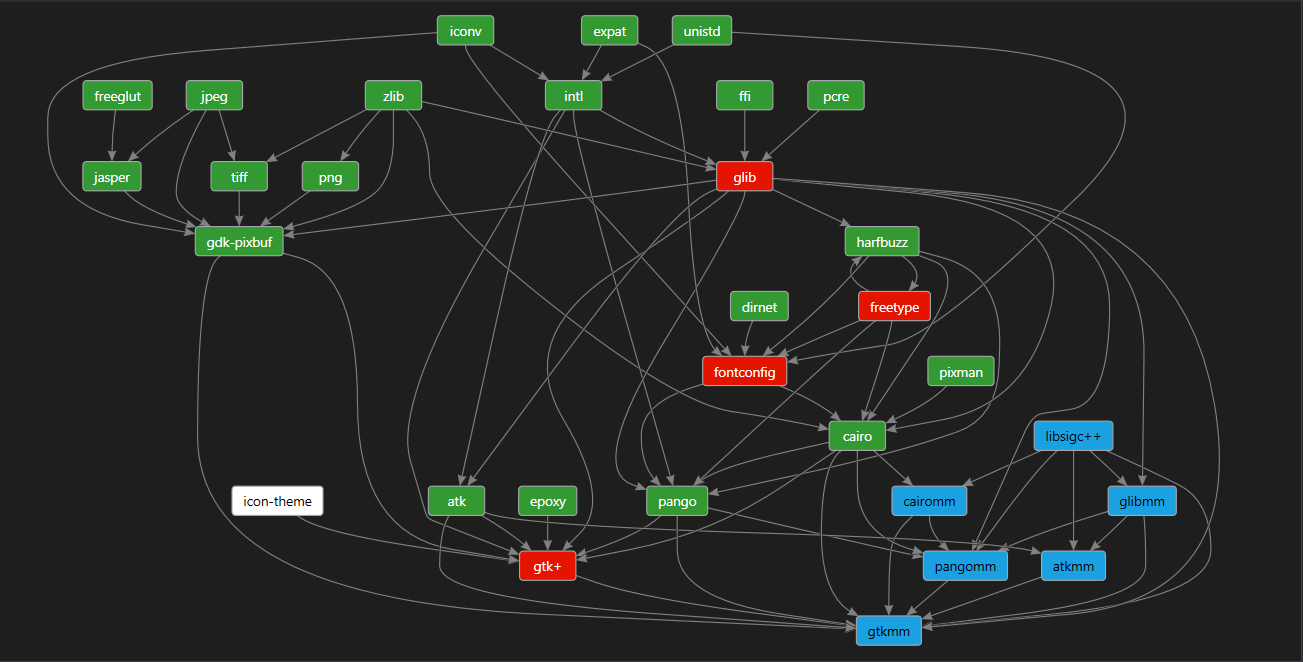 iconv
expat
unistd
freeglut
jpeg
zlib
intl
ffi
pcre
jasper
tiff
png
glib
gdk-pixbuf
harfbuzz
dirnet
freetype
fontconfig
pixman
cairo
libsigc++
icon-theme
atk
epoxy
pango
cairomm
glibmm
gtk+
pangomm
atkmm
gtkmm